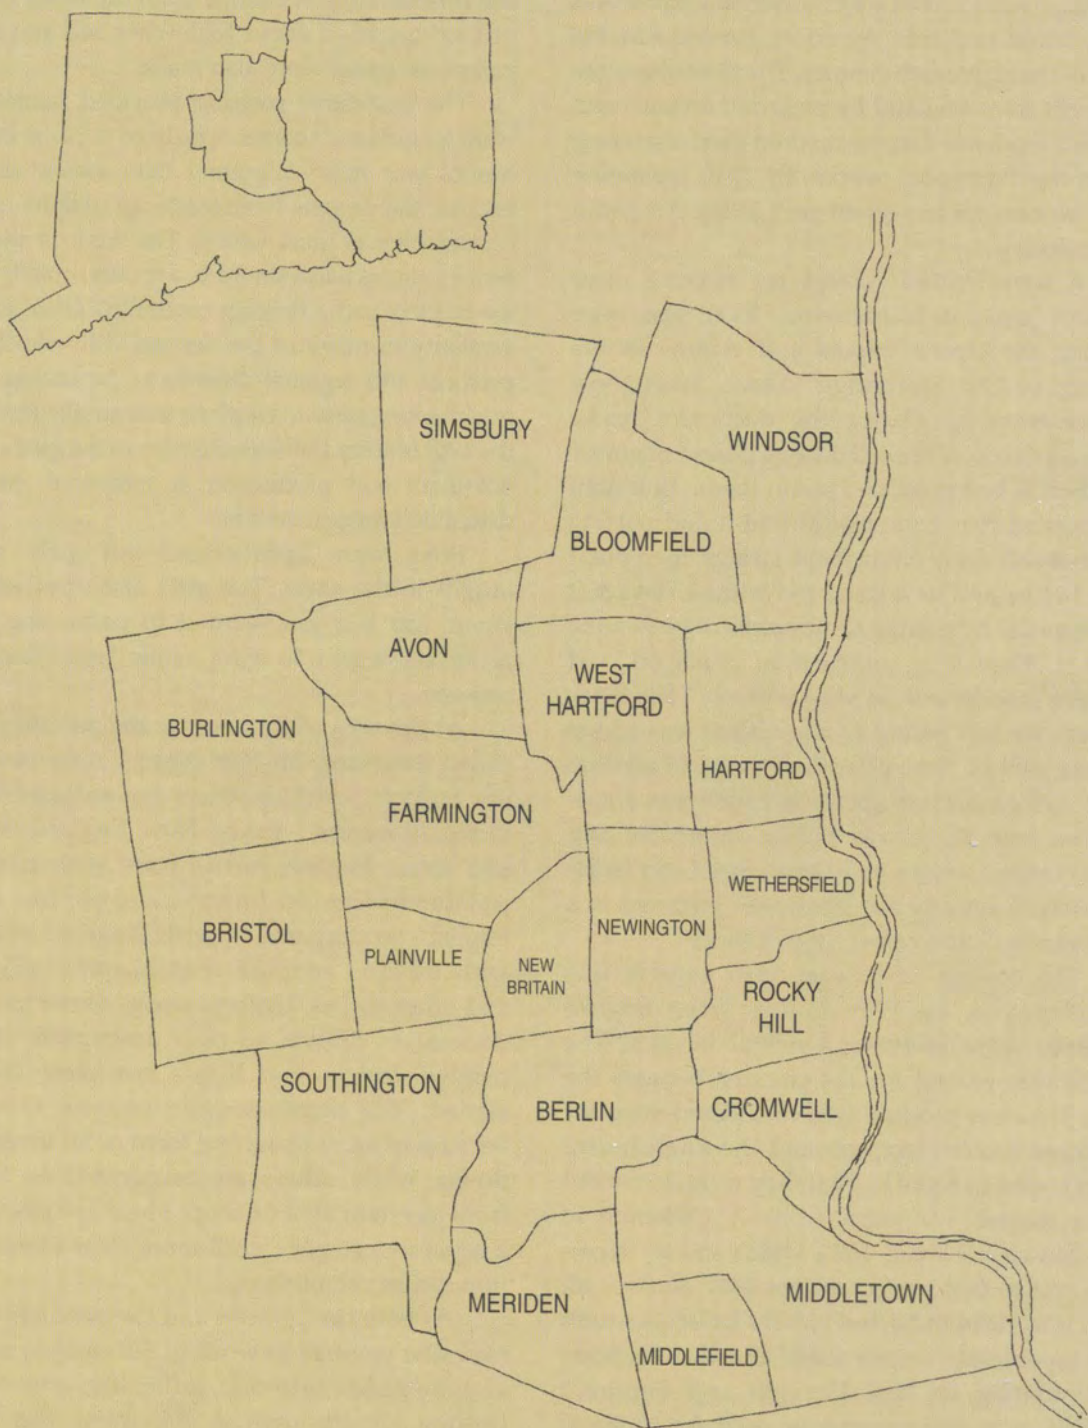 SIMSBURY
WINDSOR
BLOOMFIELD
AVON
WEST
HARTFORD
BURLINGTON
HARTFORD
FARMINGTON
WETHERSFIELD
BRISTOL
NEWINGTON
PLAINVILLE
NEW
BRITAIN
ROCKY
HILL
SOUTHINGTON
BERLIN
CROMWELL
MERIDEN
MIDDLETOWN
MIDDLEFIELD